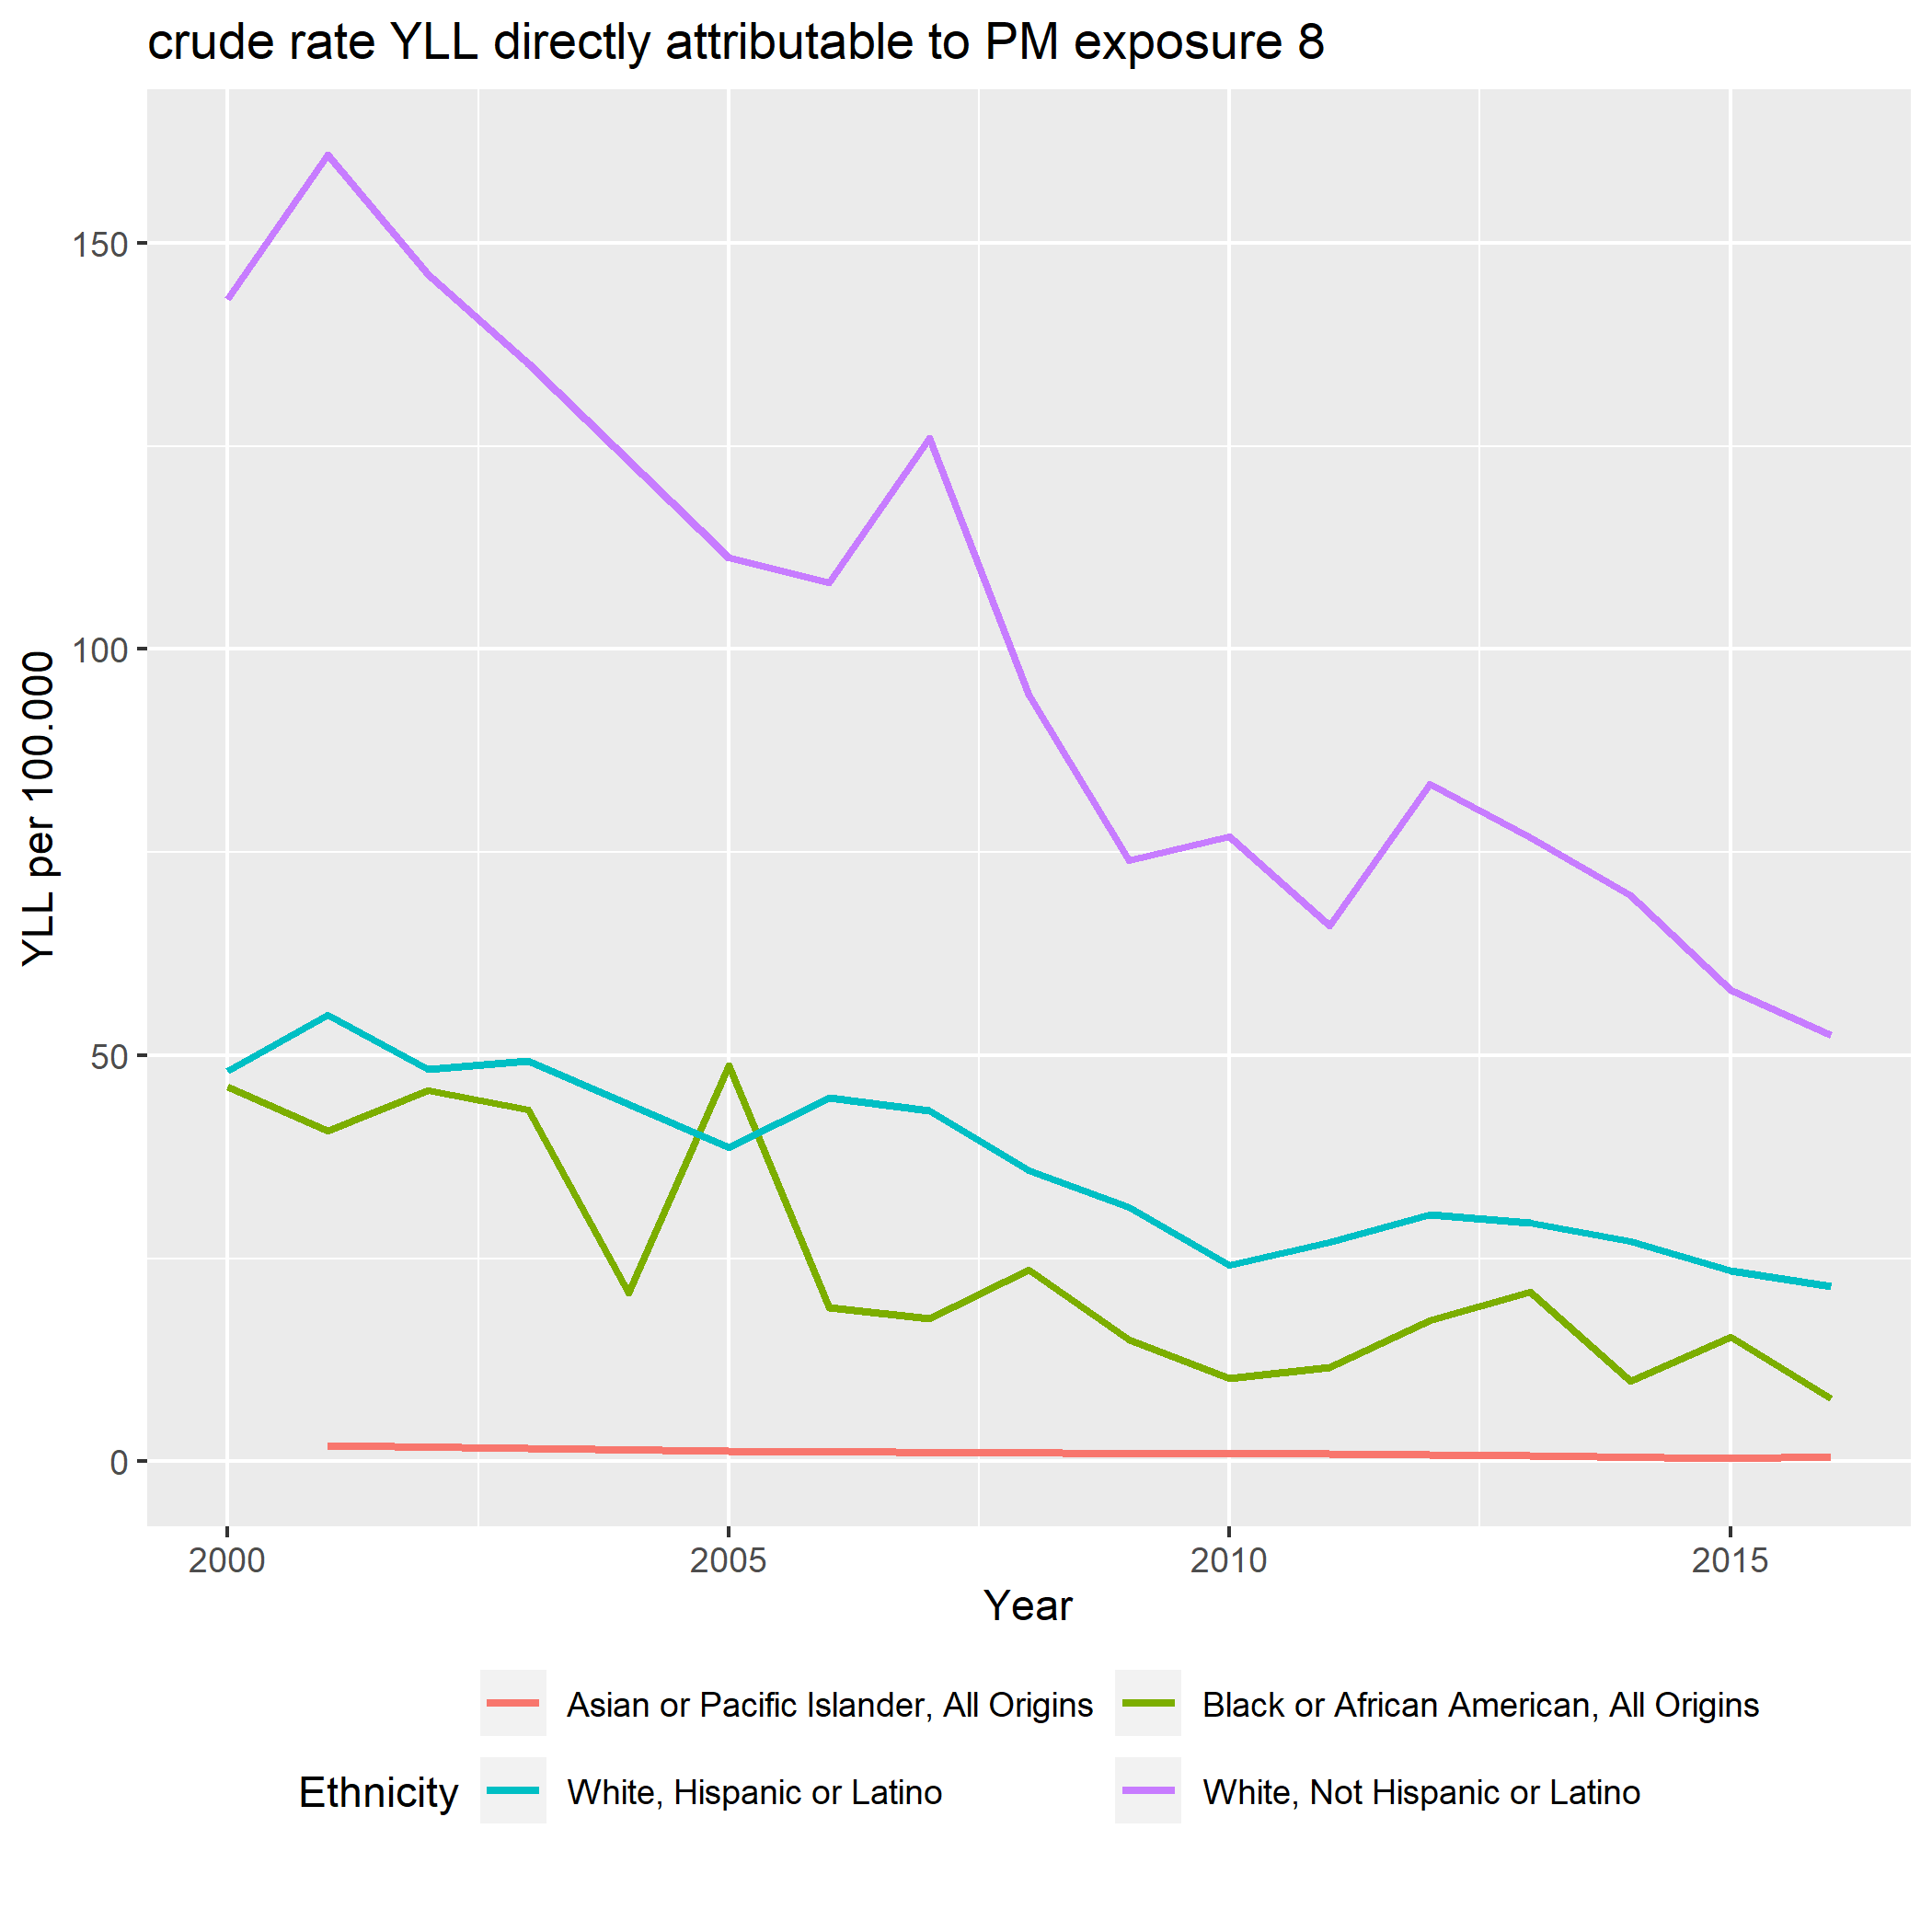 crude rate YLL directly attributable to PM exposure 8
YLL per 100.000
150
100
50
0
2000
2005
2010
2015
Year
Ethnicity
Asian or Pacific Islander, All Origins
Black or African American, All Origins
White, Hispanic or Latino
White, Not Hispanic or Latino